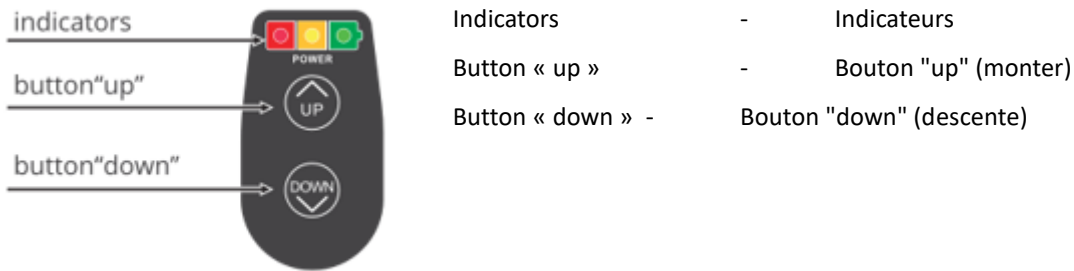 indicators
button“up”
button“down”
POWER
UP
DOWN
Indicators - Indicateurs
Button « up » - Bouton "up" (monter)
Button « down » - Bouton "down" (descente)